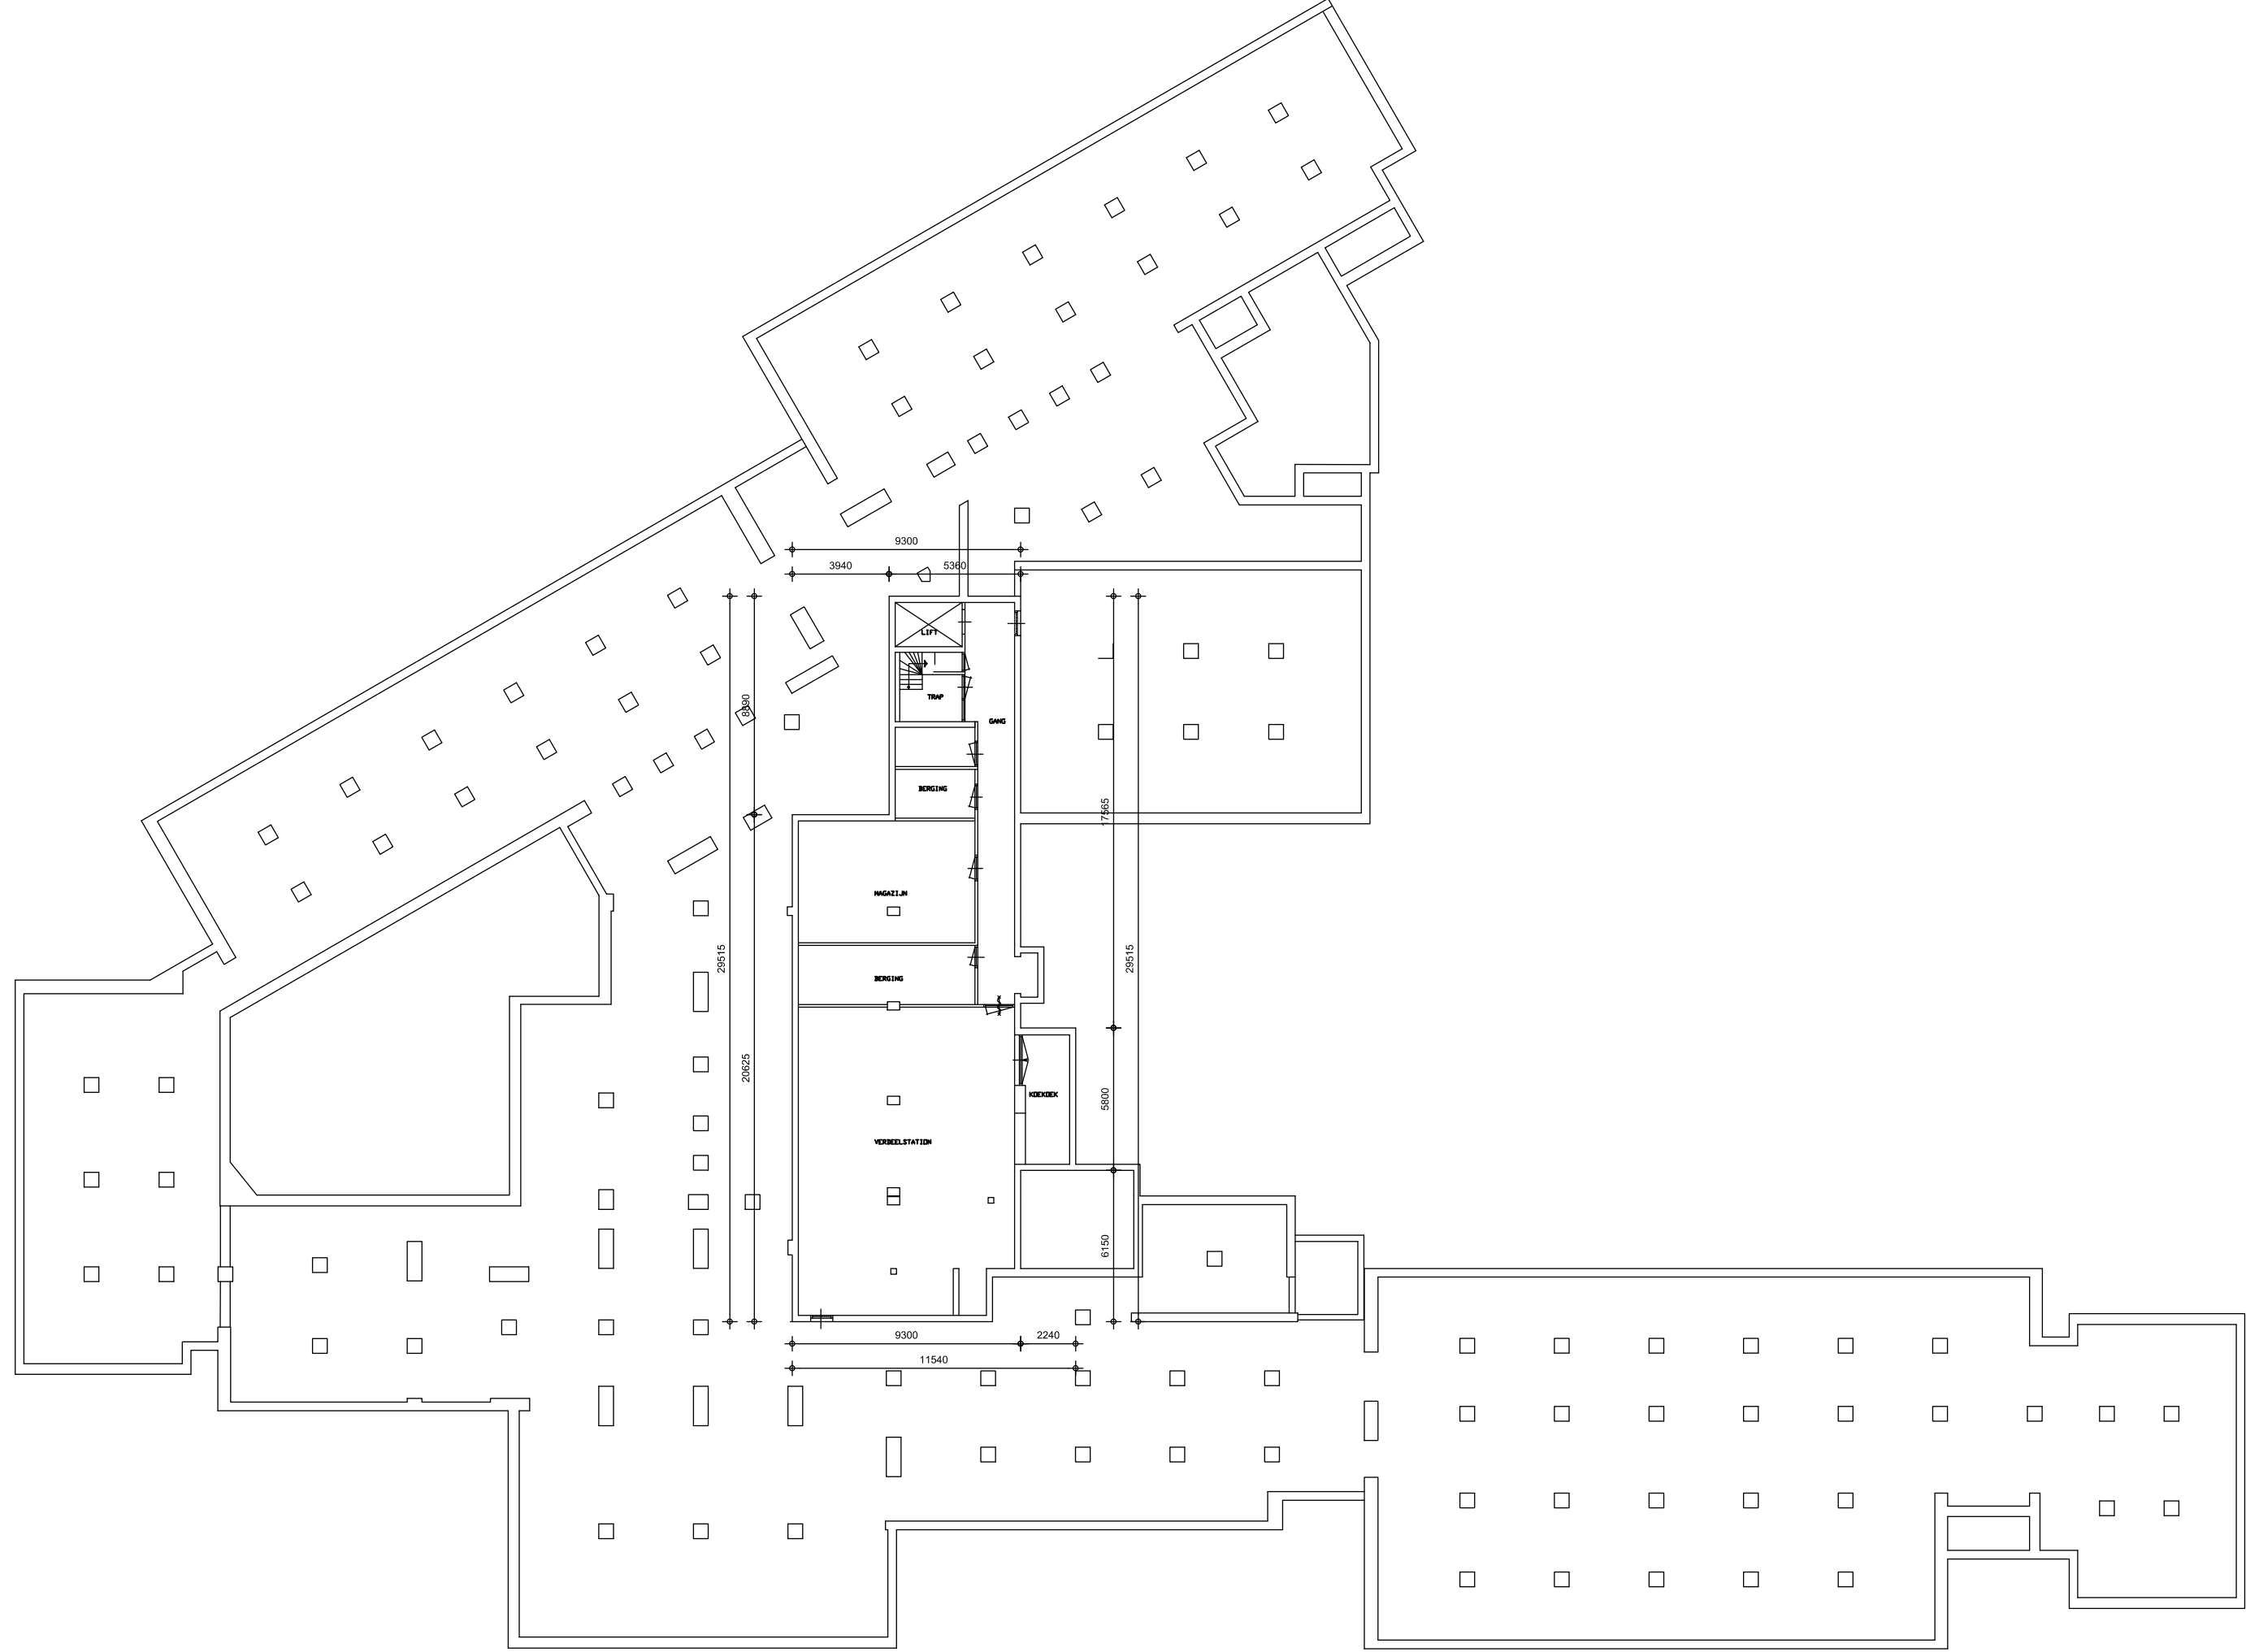 9300
3940 5360
LIFT
TRAP
8890
GANG
BERGING
17565
MAGAZIJN
29515
29515
BERGING
20625
KOEKOEK
5800
VERDEELSTATION
6150
9300 2240
11540